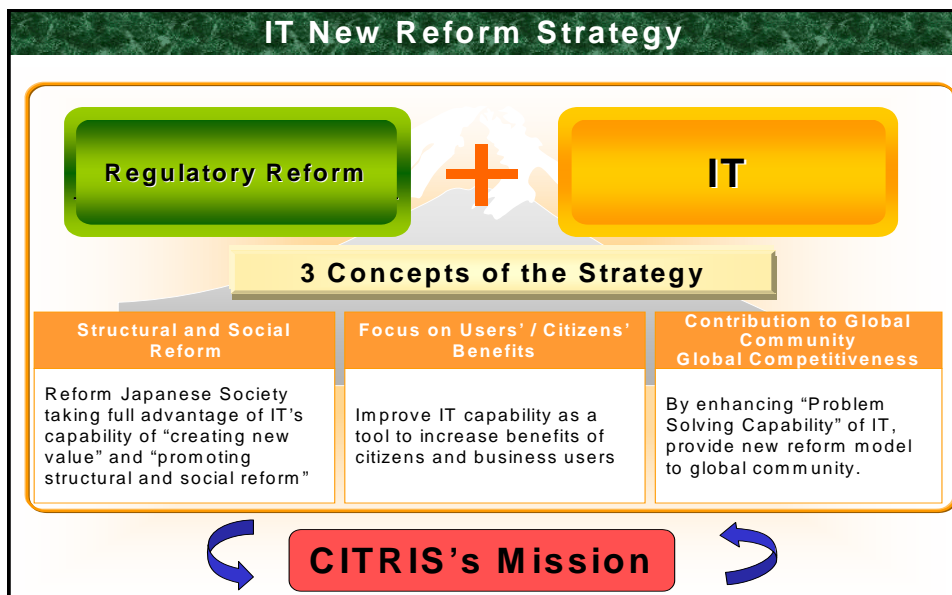 IT New Reform Strategy
Regulatory Reform
+
IT
3 Concepts of the Strategy
Structural and Social
Reform
Reform Japanese Society
taking full advantage of IT’s
capability of “creating new
value” and “promoting
structural and social reform”
Focus on Users’ / Citizens’
Benefits
Improve IT capability as a
tool to increase benefits of
citizens and business users
Contribution to Global
Community
Global Competitiveness
By enhancing “Problem
Solving Capability” of IT,
provide new reform model
to global community.
CITRIS’s Mission